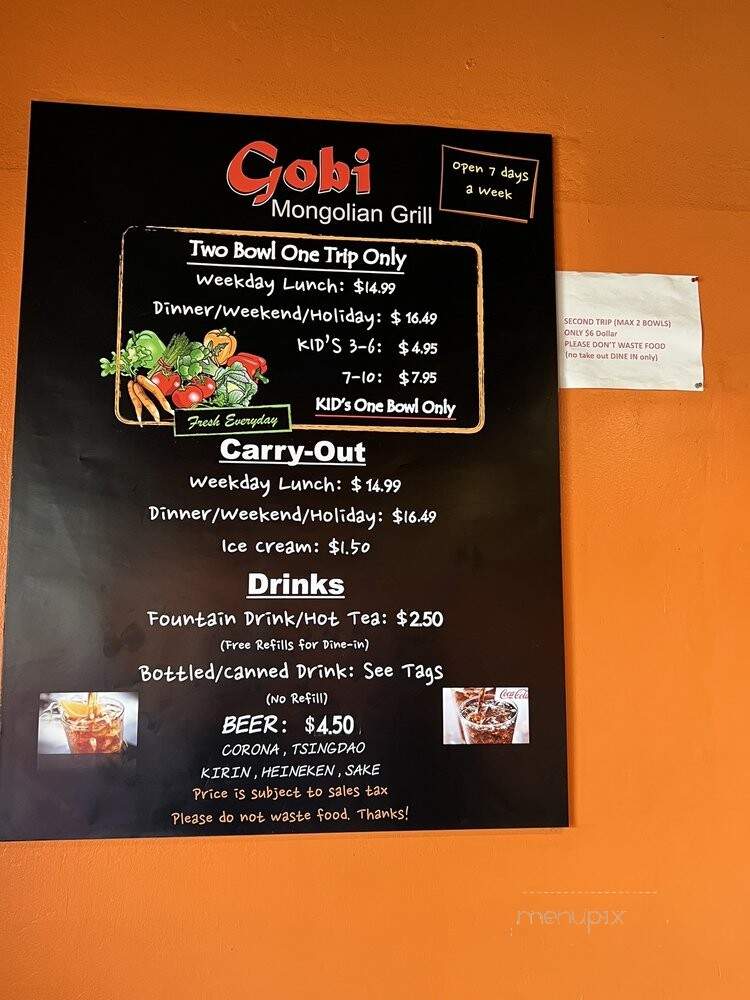 Gobi
Mongolian Grill
Open 7 days
a week
Two Bowl One Trip Only
Weekday Lunch: $14.99
Dinner/Weekend/Holiday: $16.49
KID'S 3-6: $4.95
7-10: $7.95
KID's One Bowl Only
Fresh Everyday
SECOND TRIP (MAX 2 BOWLS)
ONLY $6 Dollar
PLEASE DON'T WASTE FOOD
(no take out DINE IN only)
Carry-Out
Weekday Lunch: $14.99
Dinner/Weekend/Holiday: $16.49
Ice cream: $1.50
Drinks
Fountain Drink/Hot Tea: $2.50
(Free Refills for Dine-in)
Bottled/canned Drink: See Tags
(No Refill)
BEER: $4.50
CORONA, TSINGDAO
KIRIN, HEINEKEN, SAKE
Coca-Cola
Price is subject to sales tax
Please do not waste food. Thanks!
menupix